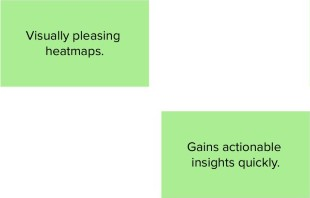 Visually pleasing
heatmaps.
Gains actionable
insights quickly.